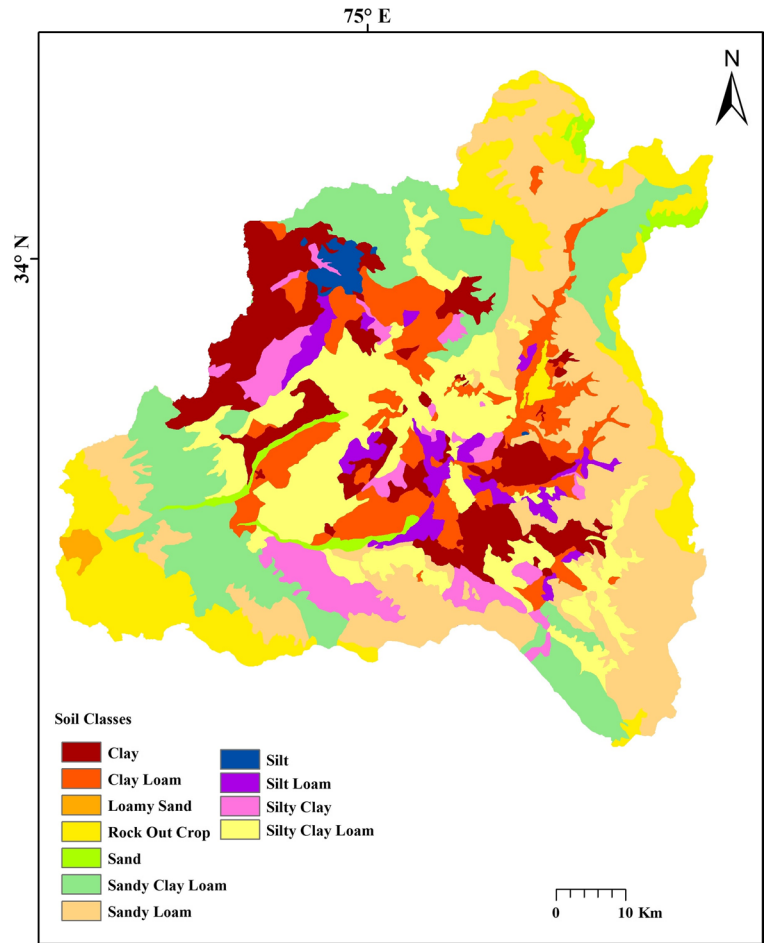 75° E
N
34° N
Soil Classes
Clay
Clay Loam
Loamy Sand
Rock Out Crop
Sand
Sandy Clay Loam
Sandy Loam
Silt
Silt Loam
Silty Clay
Silty Clay Loam
0 10 Km